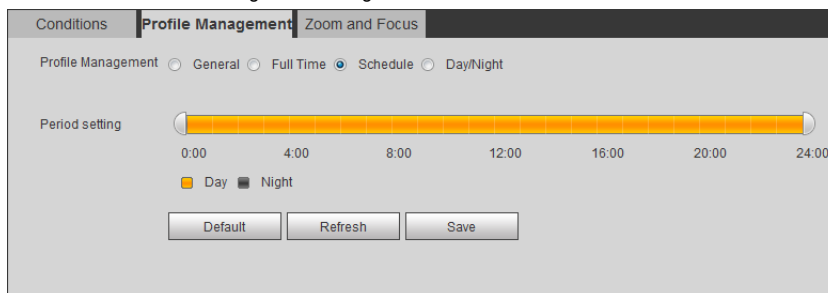 Conditions Profile Management Zoom and Focus
Profile Management General Full Time Schedule Day/Night
Period setting
0:00 4:00 8:00 12:00 16:00 20:00 24:00
Day Night
Default Refresh Save